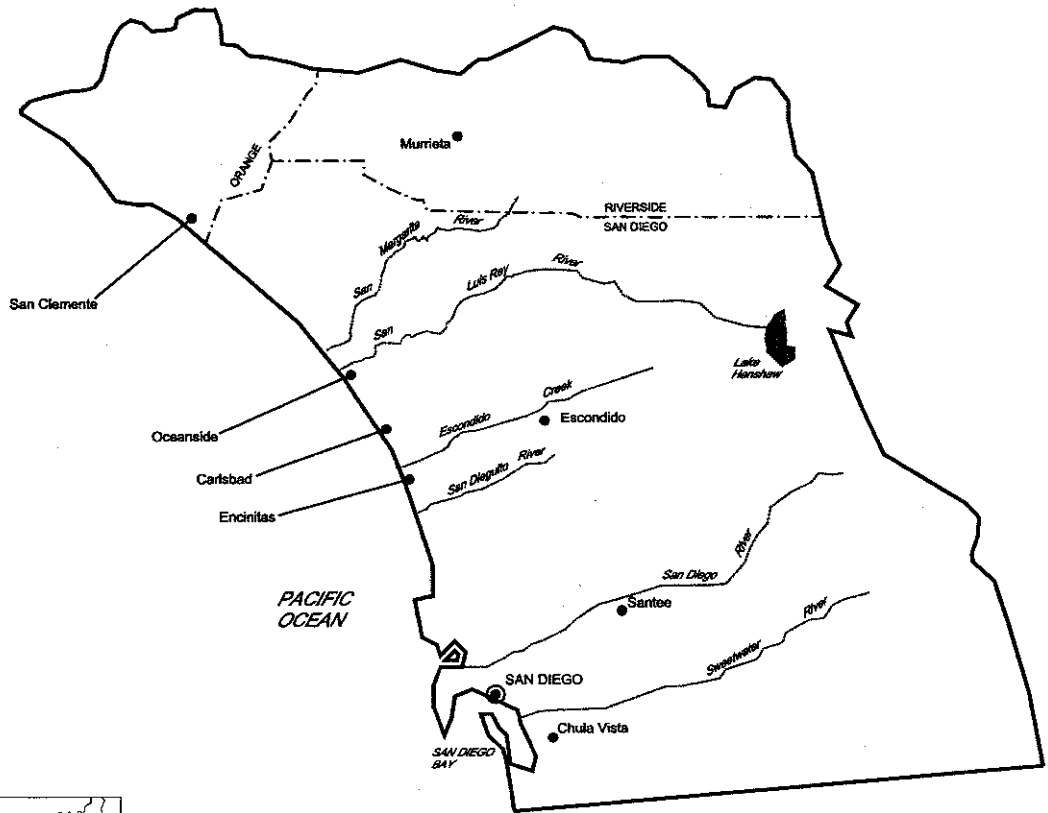 Murrieta
ORANGE
RIVERSIDE
SAN DIEGO
San Margarita River
San Clemente
San Luis Rey River
Lake
Henshaw
Oceanside
Escondido Creek
Escondido
Carlsbad
San Dieguito River
Encinitas
PACIFIC
OCEAN
San Diego River
Santee
Sweetwater River
SAN DIEGO
Chula Vista
SAN DIEGO
BAY